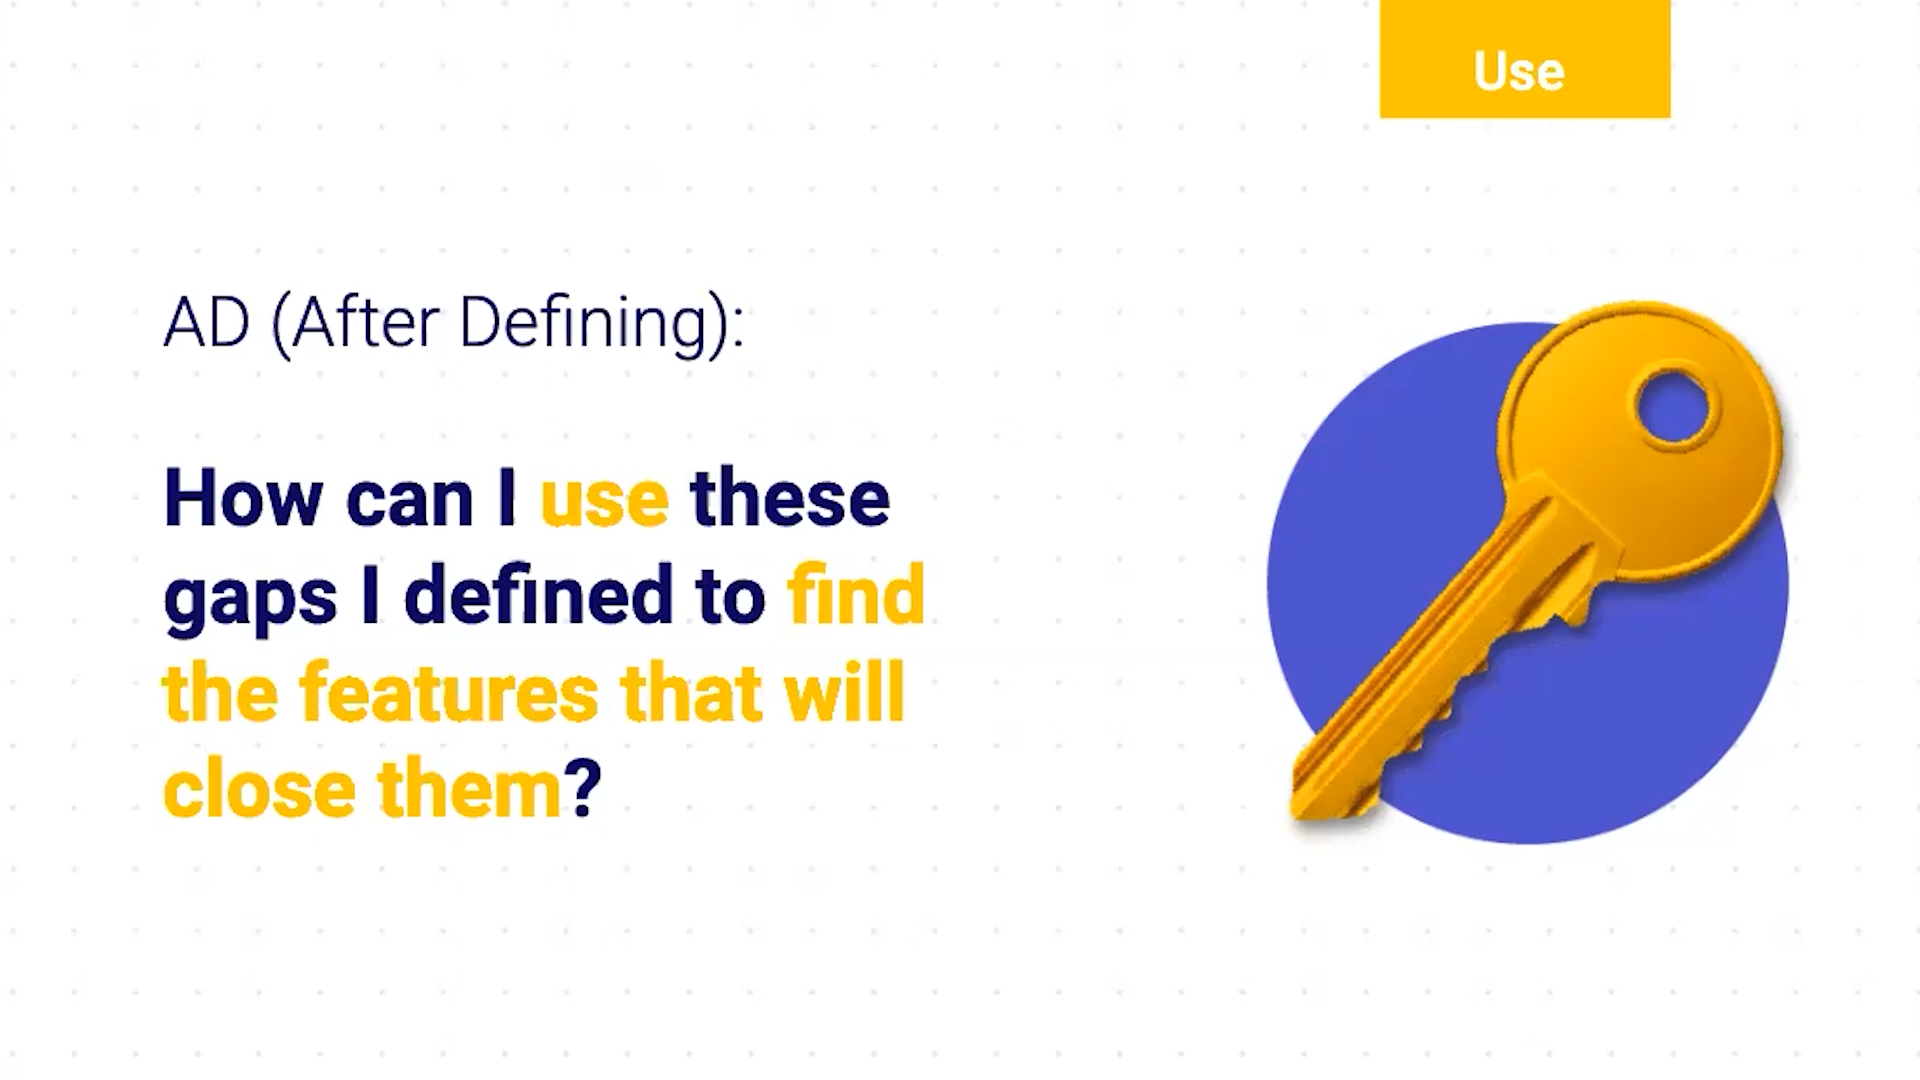 Use
AD (After Defining):
How can I use these
gaps I defined to find
the features that will
close them?